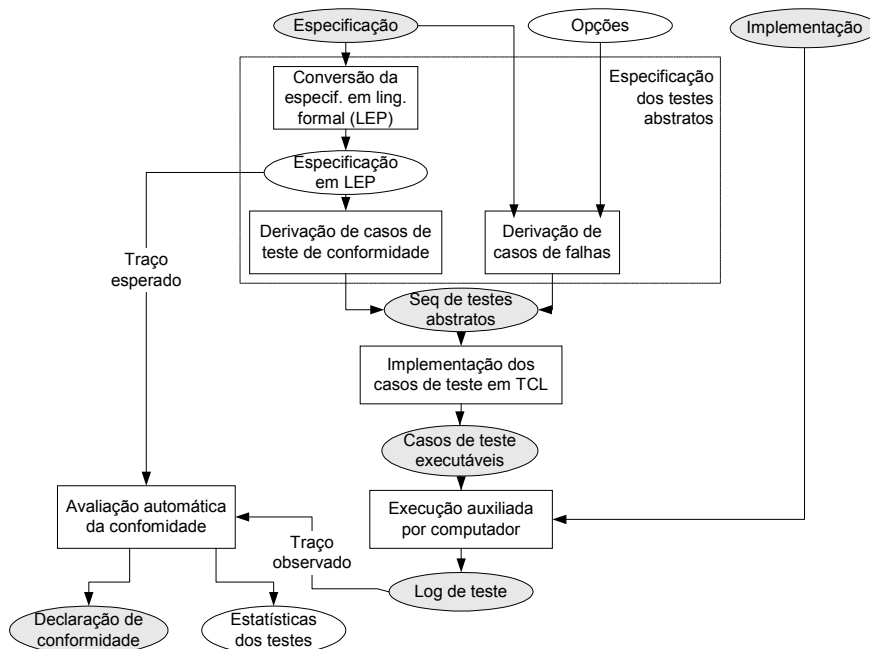 Especificação
Opções
Implementação
Conversão da
especif. em ling.
formal (LEP)
Especificação
dos testes
abstratos
Especificação
em LEP
Derivação de casos de
teste de conformidade
Derivação de
casos de falhas
Traço
esperado
Seq de testes
abstratos
Implementação dos
casos de teste em TCL
Casos de teste
executáveis
Avaliação automática
da confomidade
Execução auxiliada
por computador
Traço
observado
Log de teste
Declaração de
conformidade
Estatísticas
dos testes